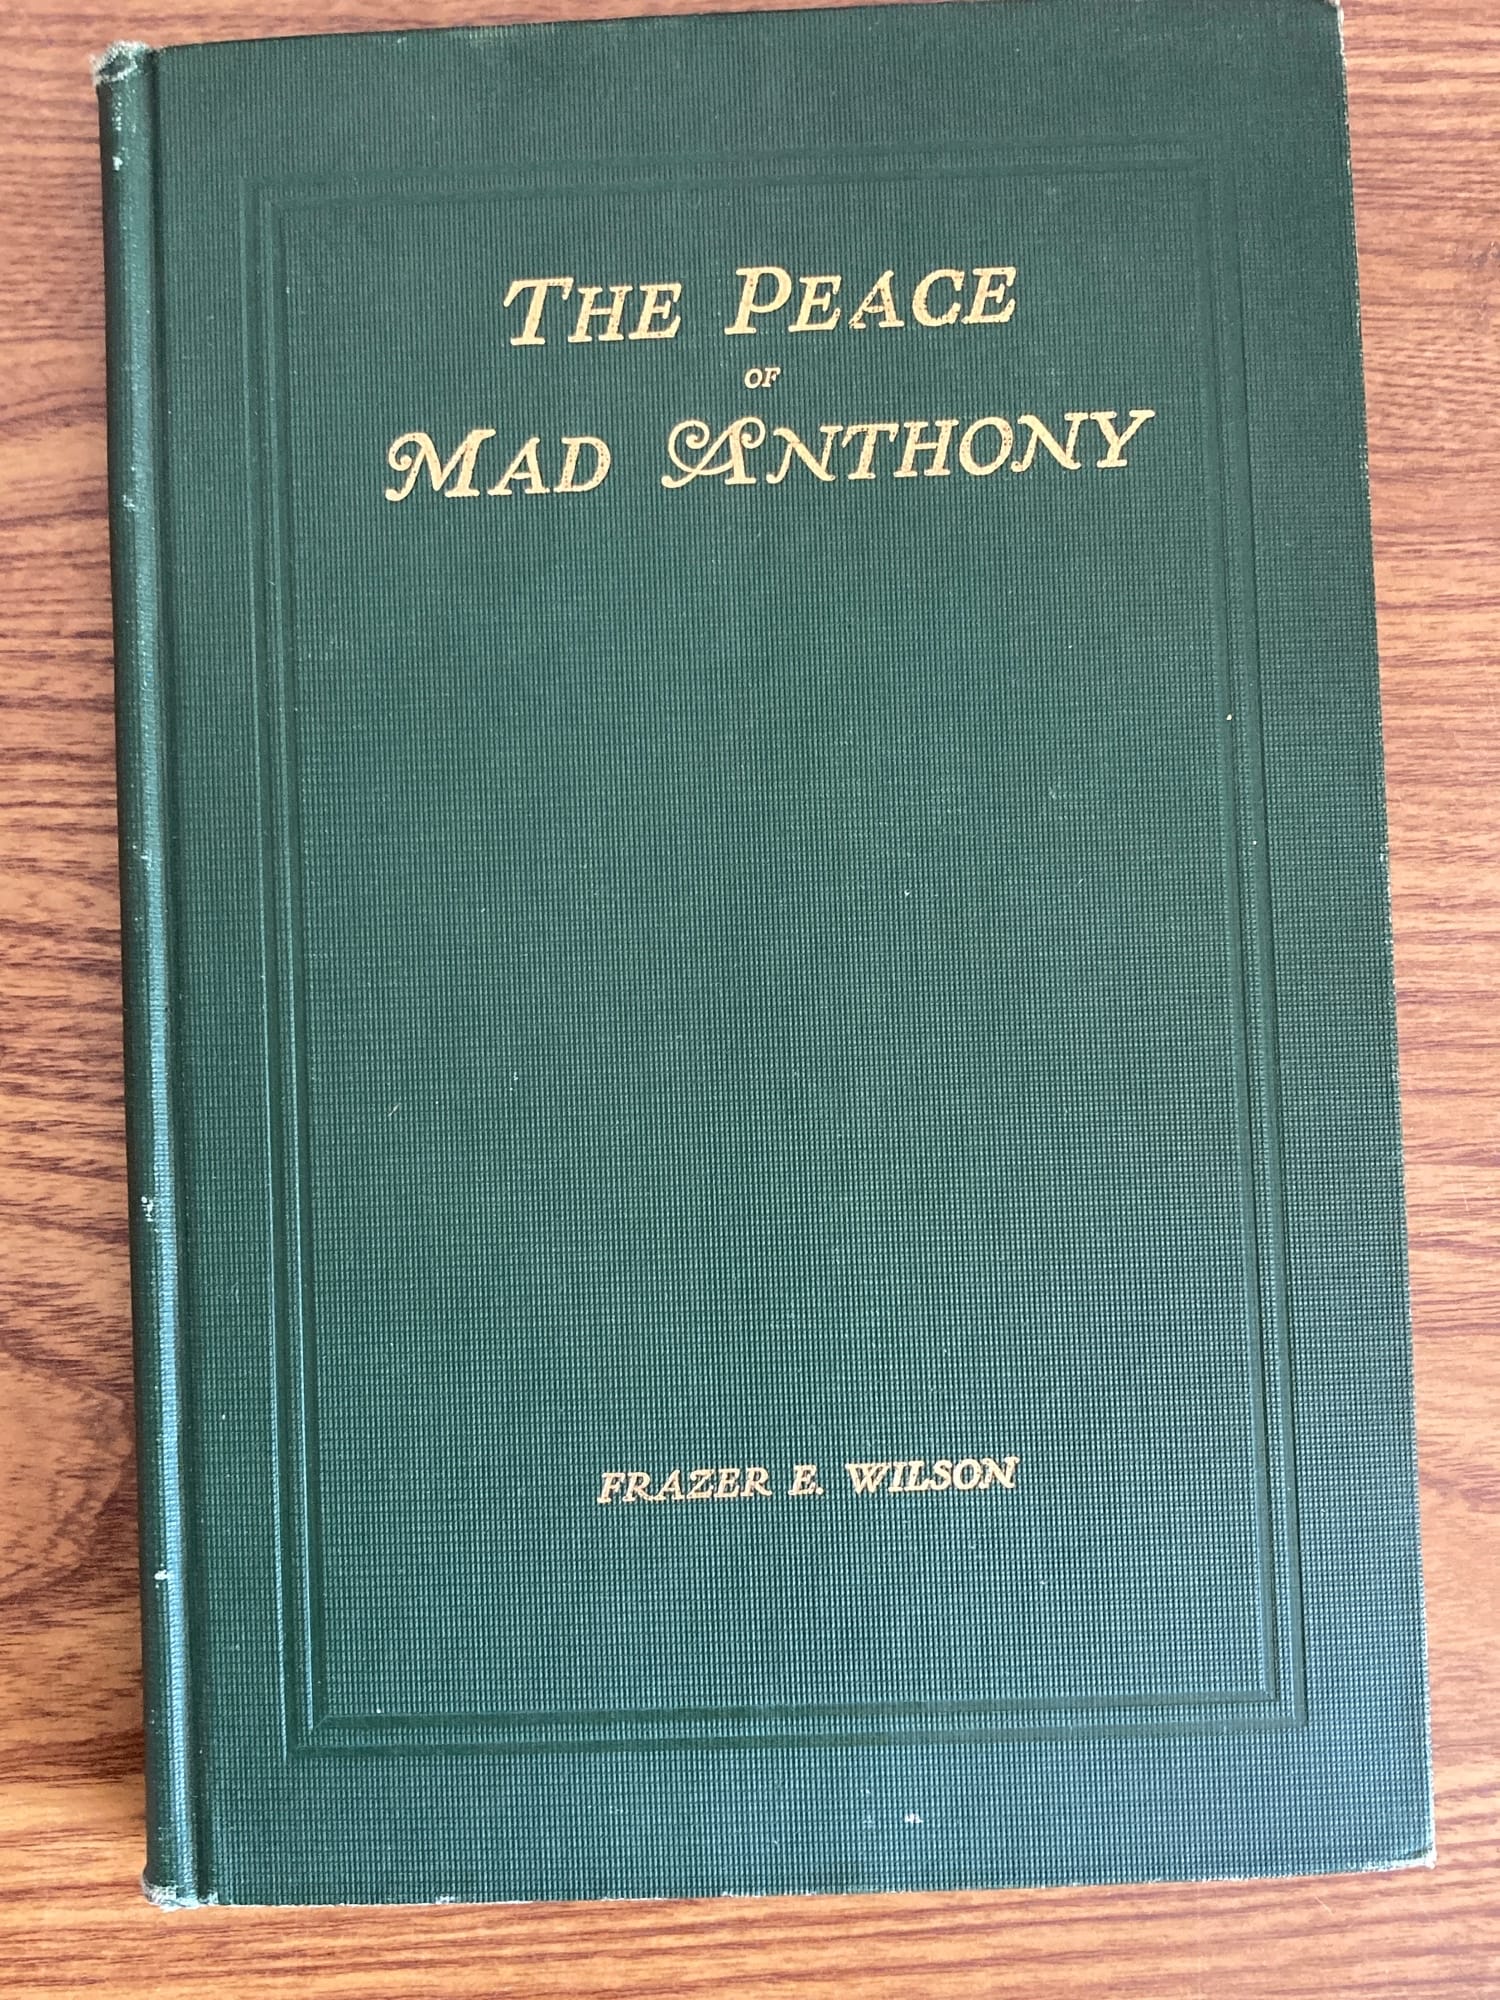 THE PEACE
OF
MAD ANTHONY
FRAZER E. WILSON